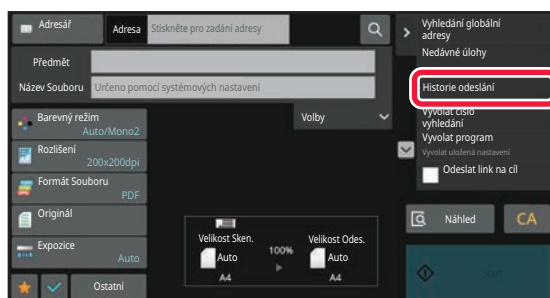 Adresář
Adresa
Stiskněte pro zadání adresy
Předmět
Název Souboru
Určeno pomocí systémových nastavení
Barevný režim
Auto/Mono2
Rozlišení
200x200dpi
Formát Souboru
PDF
Originál
Expozice
Auto
Ostatní
Volby
Velikost Sken.
Auto
A4
100%
Velikost Odes.
Auto
A4
Vyhledání globální
adresy
Nedávné úlohy
Historie odeslání
Vyvolat číslo
vyhledání
Vyvolat program
Vyvolat uložená nastavení
Odeslat link na cíl
Náhled
CA
Start